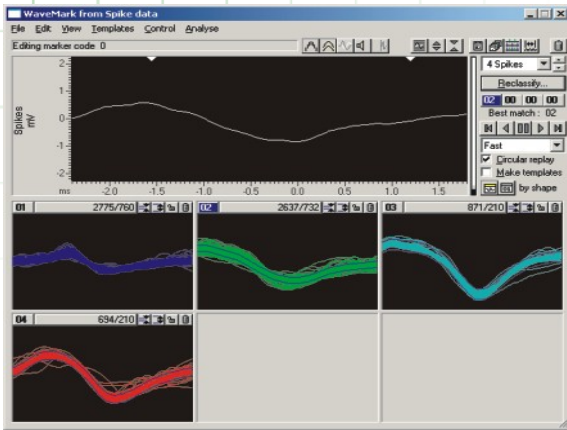 WaveMark from Spike data
File Edit View Templates Control Analyse
Editing marker code 0
4 Spikes
Reclassify...
02 00 00 00
Best match : 02
Fast
Circular replay
Make templates
by shape
Spikes
mV
2
1
0
-1
-2
ms -2.0 -1.5 -1.0 -0.5 0.0 0.5 1.0 1.5
01 2775/760
02 2637/732
03 871/210
04 694/210